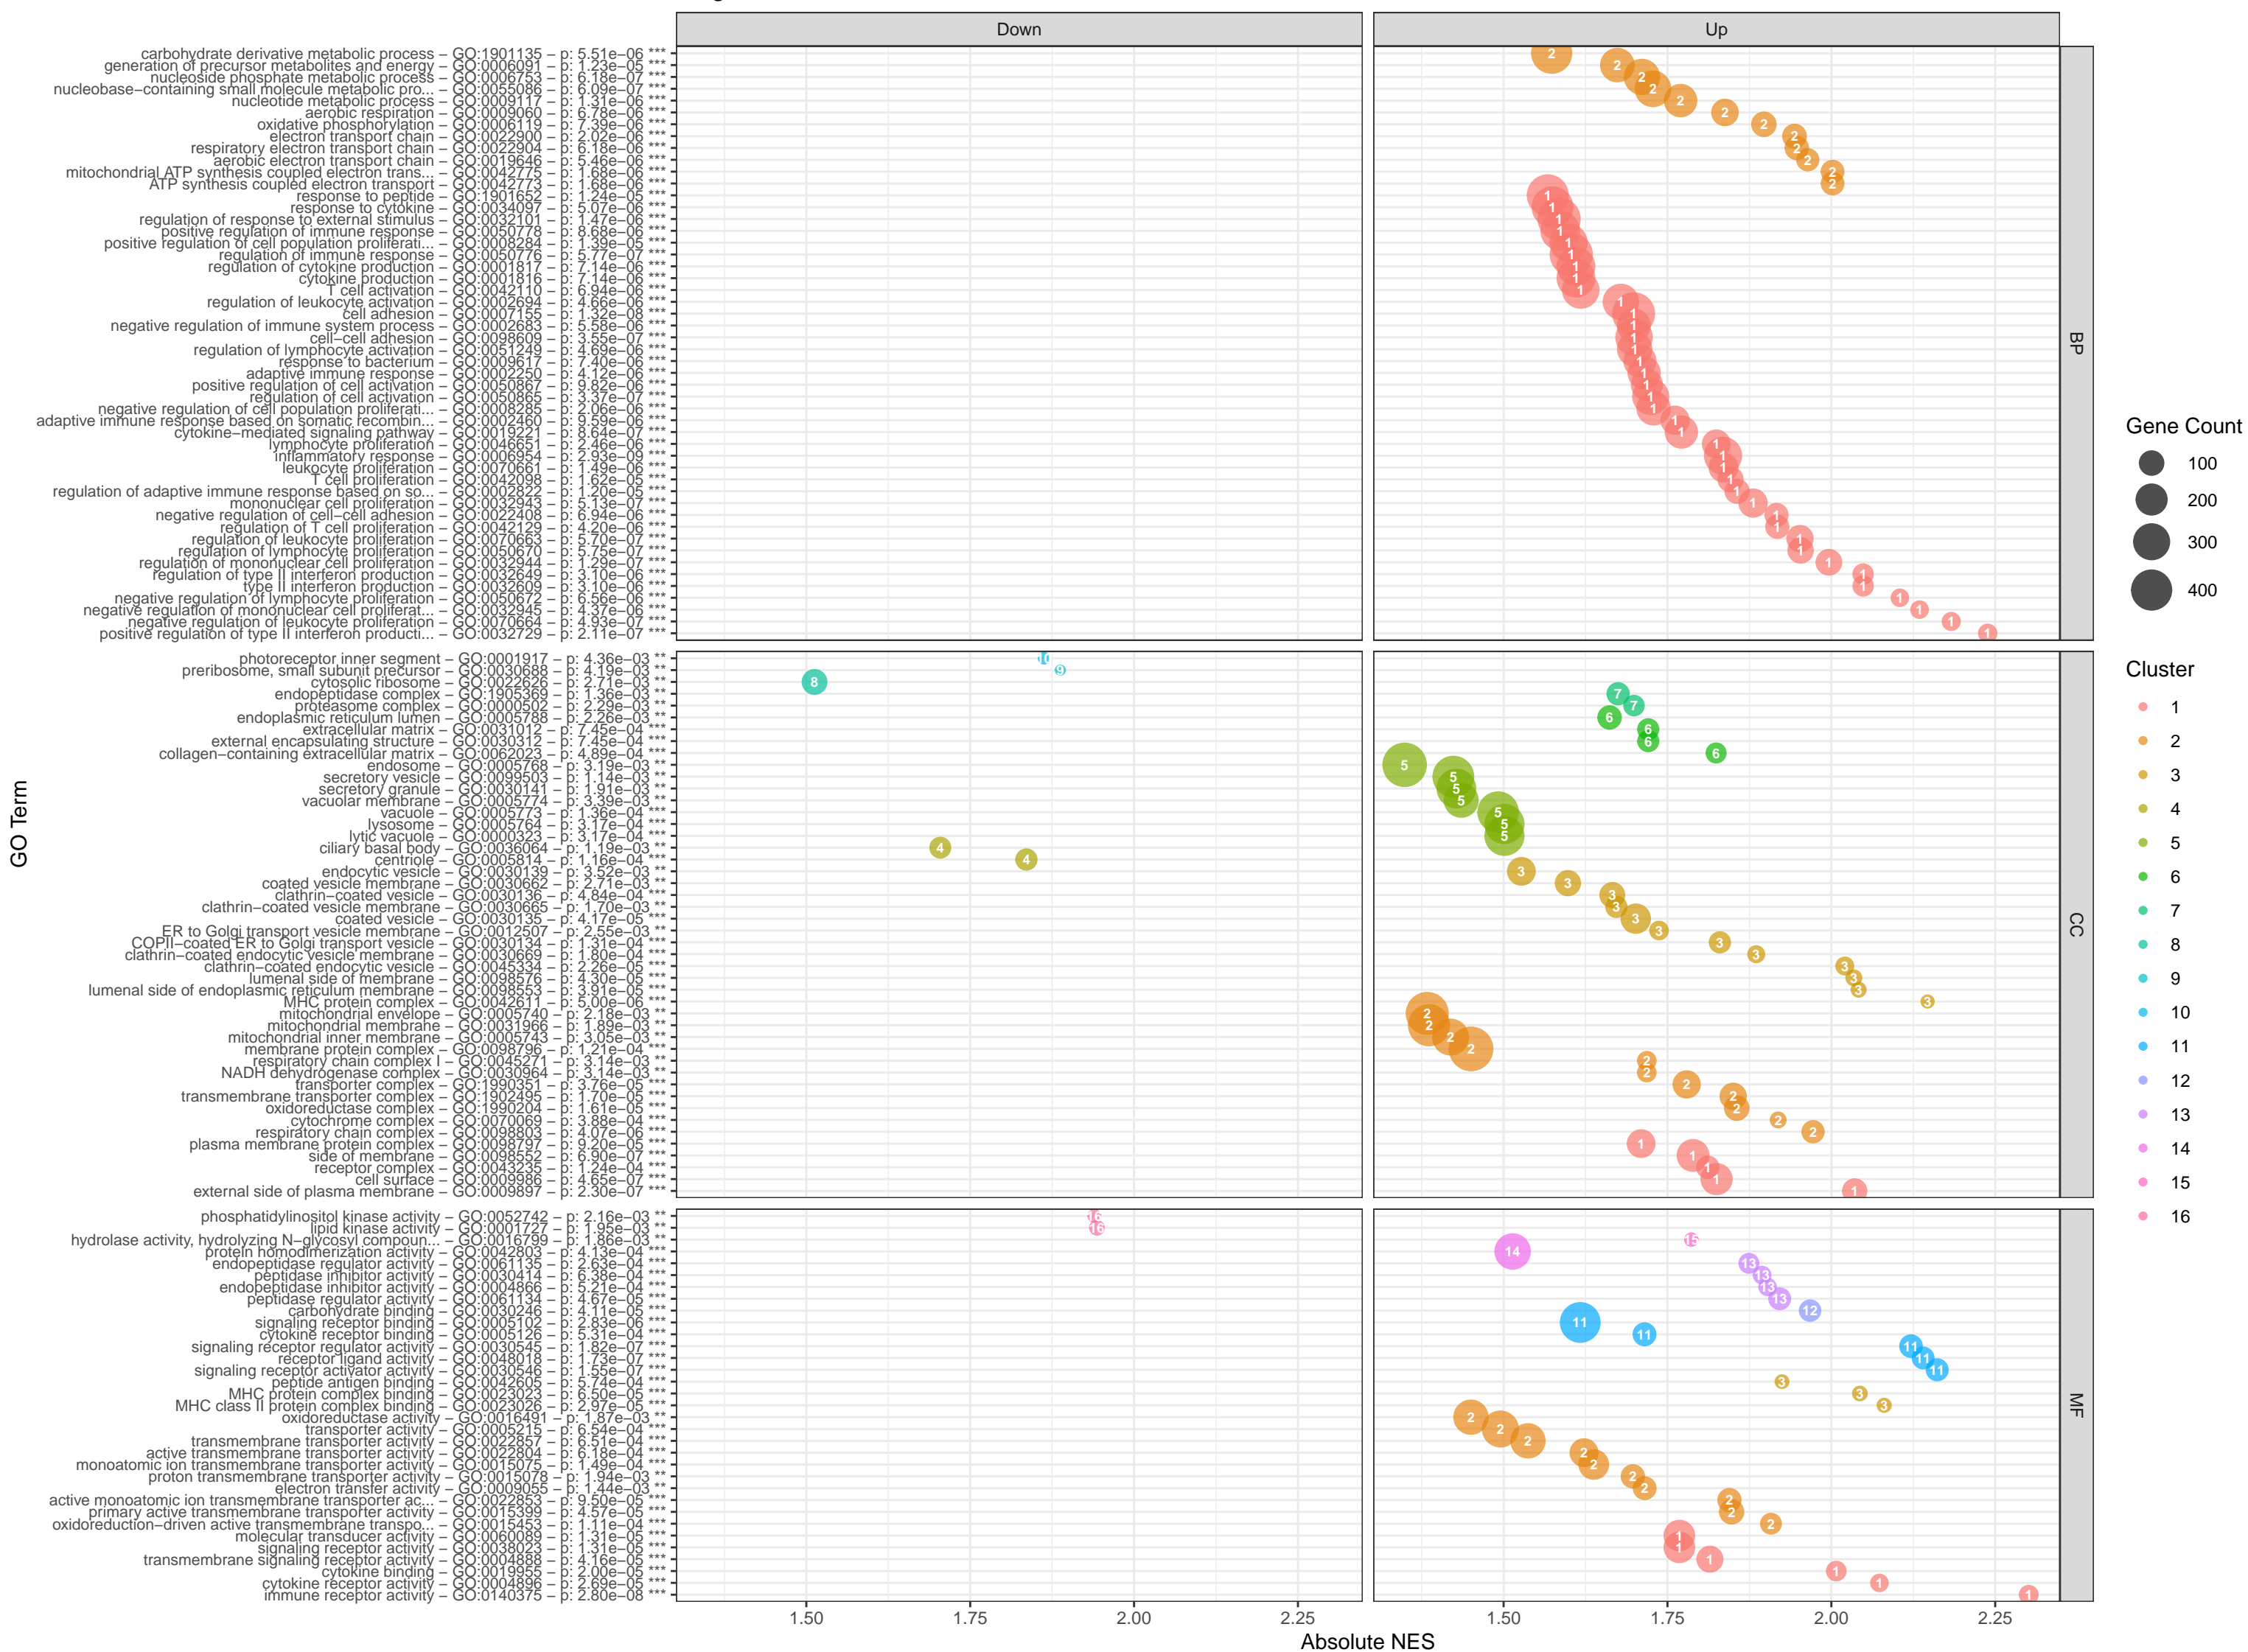 Down
Up
carbohydrate derivative metabolic process – GO:1901135 – p: 5.51e−06 ***
generation of precursor metabolites and energy – GO:0006091 – p: 1.23e−05 ***
nucleoside phosphate metabolic process – GO:0006753 – p: 6.18e−07 ***
nucleobase−containing small molecule metabolic pro... – GO:0055086 – p: 6.09e−07 ***
nucleotide metabolic process – GO:0009117 – p: 1.31e−06 ***
aerobic respiration – GO:0009060 – p: 6.78e−06 ***
oxidative phosphorylation – GO:0006119 – p: 7.39e−06 ***
electron transport chain – GO:0022900 – p: 2.02e−06 ***
respiratory electron transport chain – GO:0022904 – p: 6.18e−06 ***
aerobic electron transport chain – GO:0019646 – p: 5.46e−06 ***
mitochondrial ATP synthesis coupled electron trans... – GO:0042775 – p: 1.68e−06 ***
ATP synthesis coupled electron transport – GO:0042773 – p: 1.68e−06 ***
response to peptide – GO:1901652 – p: 1.24e−05 ***
response to cytokine – GO:0034097 – p: 5.07e−06 ***
regulation of response to external stimulus – GO:0032101 – p: 1.47e−06 ***
positive regulation of immune response – GO:0050778 – p: 8.68e−06 ***
positive regulation of cell population proliferati... – GO:0008284 – p: 1.39e−05 ***
regulation of immune response – GO:0050776 – p: 5.77e−07 ***
regulation of cytokine production – GO:0001817 – p: 7.14e−06 ***
cytokine production – GO:0001816 – p: 7.14e−06 ***
T cell activation – GO:0042110 – p: 6.94e−06 ***
regulation of leukocyte activation – GO:0002694 – p: 4.66e−06 ***
cell adhesion – GO:0007155 – p: 1.32e−08 ***
negative regulation of immune system process – GO:0002683 – p: 5.58e−06 ***
cell−cell adhesion – GO:0098609 – p: 3.55e−07 ***
regulation of lymphocyte activation – GO:0051249 – p: 4.69e−06 ***
response to bacterium – GO:0009617 – p: 7.40e−06 ***
adaptive immune response – GO:0002250 – p: 4.12e−06 ***
positive regulation of cell activation – GO:0050867 – p: 9.82e−06 ***
regulation of cell activation – GO:0050865 – p: 3.37e−07 ***
negative regulation of cell population proliferati... – GO:0008285 – p: 2.06e−06 ***
adaptive immune response based on somatic recombin... – GO:0002460 – p: 9.59e−06 ***
cytokine−mediated signaling pathway – GO:0019221 – p: 8.64e−07 ***
lymphocyte proliferation – GO:0046651 – p: 2.46e−06 ***
inflammatory response – GO:0006954 – p: 2.93e−09 ***
leukocyte proliferation – GO:0070661 – p: 1.49e−06 ***
T cell proliferation – GO:0042098 – p: 1.62e−05 ***
regulation of adaptive immune response based on so... – GO:0002822 – p: 1.20e−05 ***
mononuclear cell proliferation – GO:0032943 – p: 5.13e−07 ***
negative regulation of cell−cell adhesion – GO:0022408 – p: 6.94e−06 ***
regulation of T cell proliferation – GO:0042129 – p: 4.20e−06 ***
regulation of leukocyte proliferation – GO:0070663 – p: 5.70e−07 ***
regulation of lymphocyte proliferation – GO:0050670 – p: 5.75e−07 ***
regulation of mononuclear cell proliferation – GO:0032944 – p: 1.29e−07 ***
regulation of type II interferon production – GO:0032649 – p: 3.10e−06 ***
type II interferon production – GO:0032609 – p: 3.10e−06 ***
negative regulation of lymphocyte proliferation – GO:0050672 – p: 6.56e−06 ***
negative regulation of mononuclear cell proliferat... – GO:0032945 – p: 4.37e−06 ***
negative regulation of leukocyte proliferation – GO:0070664 – p: 4.93e−07 ***
positive regulation of type II interferon producti... – GO:0032729 – p: 2.11e−07 ***
BP
photoreceptor inner segment – GO:0001917 – p: 4.36e−03 **
preribosome, small subunit precursor – GO:0030688 – p: 4.19e−03 **
cytosolic ribosome – GO:0022626 – p: 2.71e−03 **
endopeptidase complex – GO:1905369 – p: 1.36e−03 **
proteasome complex – GO:0000502 – p: 2.29e−03 **
endoplasmic reticulum lumen – GO:0005788 – p: 2.26e−03 **
extracellular matrix – GO:0031012 – p: 7.45e−04 ***
external encapsulating structure – GO:0030312 – p: 7.45e−04 ***
collagen−containing extracellular matrix – GO:0062023 – p: 4.89e−04 ***
endosome – GO:0005768 – p: 3.19e−03 **
secretory vesicle – GO:0099503 – p: 1.14e−03 **
secretory granule – GO:0030141 – p: 1.91e−03 **
vacuolar membrane – GO:0005774 – p: 3.39e−03 **
vacuole – GO:0005773 – p: 1.36e−04 ***
lysosome – GO:0005764 – p: 3.17e−04 ***
lytic vacuole – GO:0000323 – p: 3.17e−04 ***
ciliary basal body – GO:0036064 – p: 1.19e−03 **
centriole – GO:0005814 – p: 1.16e−04 ***
endocytic vesicle – GO:0030139 – p: 3.52e−03 **
coated vesicle membrane – GO:0030662 – p: 2.71e−03 **
clathrin−coated vesicle – GO:0030136 – p: 4.84e−04 ***
clathrin−coated vesicle membrane – GO:0030665 – p: 1.70e−03 **
coated vesicle – GO:0030135 – p: 4.17e−05 ***
ER to Golgi transport vesicle membrane – GO:0012507 – p: 2.55e−03 **
COPII−coated ER to Golgi transport vesicle – GO:0030134 – p: 1.31e−04 ***
clathrin−coated endocytic vesicle membrane – GO:0030669 – p: 1.80e−04 ***
clathrin−coated endocytic vesicle – GO:0045334 – p: 2.26e−05 ***
lumenal side of membrane – GO:0098576 – p: 4.30e−05 ***
lumenal side of endoplasmic reticulum membrane – GO:0098553 – p: 3.91e−05 ***
MHC protein complex – GO:0042611 – p: 5.00e−06 ***
mitochondrial envelope – GO:0005740 – p: 2.18e−03 **
mitochondrial membrane – GO:0031966 – p: 1.89e−03 **
mitochondrial inner membrane – GO:0005743 – p: 3.05e−03 **
membrane protein complex – GO:0098796 – p: 1.21e−04 ***
respiratory chain complex I – GO:0045271 – p: 3.14e−03 **
NADH dehydrogenase complex – GO:0030964 – p: 3.14e−03 **
transporter complex – GO:1990351 – p: 3.76e−05 ***
transmembrane transporter complex – GO:1902495 – p: 1.70e−05 ***
oxidoreductase complex – GO:1990204 – p: 1.61e−05 ***
cytochrome complex – GO:0070069 – p: 3.88e−04 ***
respiratory chain complex – GO:0098803 – p: 4.07e−06 ***
plasma membrane protein complex – GO:0098797 – p: 9.20e−05 ***
side of membrane – GO:0098552 – p: 6.90e−07 ***
receptor complex – GO:0043235 – p: 1.24e−04 ***
cell surface – GO:0009986 – p: 4.65e−07 ***
external side of plasma membrane – GO:0009897 – p: 2.30e−07 ***
CC
phosphatidylinositol kinase activity – GO:0052742 – p: 2.16e−03 **
lipid kinase activity – GO:0001727 – p: 1.95e−03 **
hydrolase activity, hydrolyzing N−glycosyl compoun... – GO:0016799 – p: 1.86e−03 **
protein homodimerization activity – GO:0042803 – p: 4.13e−04 ***
endopeptidase regulator activity – GO:0061135 – p: 2.63e−04 ***
peptidase inhibitor activity – GO:0030414 – p: 6.38e−04 ***
endopeptidase inhibitor activity – GO:0004866 – p: 5.21e−04 ***
peptidase regulator activity – GO:0061134 – p: 4.67e−05 ***
carbohydrate binding – GO:0030246 – p: 4.11e−05 ***
signaling receptor binding – GO:0005102 – p: 2.83e−06 ***
cytokine receptor binding – GO:0005126 – p: 5.31e−04 ***
signaling receptor regulator activity – GO:0030545 – p: 1.82e−07 ***
receptor ligand activity – GO:0048018 – p: 1.73e−07 ***
signaling receptor activator activity – GO:0030546 – p: 1.55e−07 ***
peptide antigen binding – GO:0042605 – p: 5.74e−04 ***
MHC protein complex binding – GO:0023023 – p: 6.50e−05 ***
MHC class II protein complex binding – GO:0023026 – p: 2.97e−05 ***
oxidoreductase activity – GO:0016491 – p: 1.87e−03 **
transporter activity – GO:0005215 – p: 6.54e−04 ***
transmembrane transporter activity – GO:0022857 – p: 6.51e−04 ***
active transmembrane transporter activity – GO:0022804 – p: 6.18e−04 ***
monoatomic ion transmembrane transporter activity – GO:0015075 – p: 1.49e−04 ***
proton transmembrane transporter activity – GO:0015078 – p: 1.94e−03 **
electron transfer activity – GO:0009055 – p: 1.44e−03 **
active monoatomic ion transmembrane transporter ac... – GO:0022853 – p: 9.50e−05 ***
primary active transmembrane transporter activity – GO:0015399 – p: 4.57e−05 ***
oxidoreduction−driven active transmembrane transpo... – GO:0015453 – p: 1.11e−04 ***
molecular transducer activity – GO:0060089 – p: 1.31e−05 ***
signaling receptor activity – GO:0038023 – p: 1.31e−05 ***
transmembrane signaling receptor activity – GO:0004888 – p: 4.16e−05 ***
cytokine binding – GO:0019955 – p: 2.00e−05 ***
cytokine receptor activity – GO:0004896 – p: 2.69e−05 ***
immune receptor activity – GO:0140375 – p: 2.80e−08 ***
MF
GO Term
1.50 1.75 2.00 2.25
1.50 1.75 2.00 2.25
Absolute NES
Gene Count
100
200
300
400
Cluster
1
2
3
4
5
6
7
8
9
10
11
12
13
14
15
16